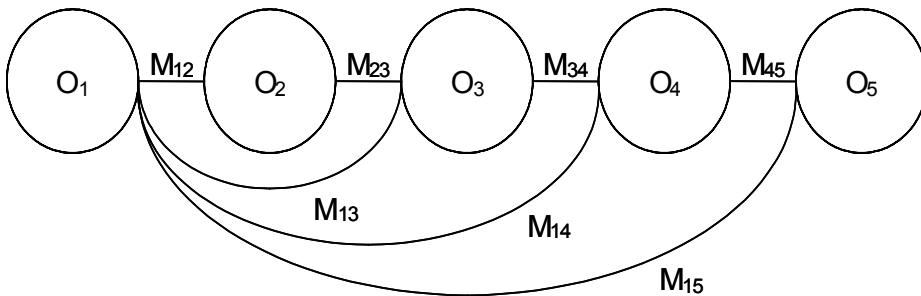 O₁ M₁₂ O₂ M₂₃ O₃ M₃₄ O₄ M₄₅ O₅
M₁₃
M₁₄
M₁₅